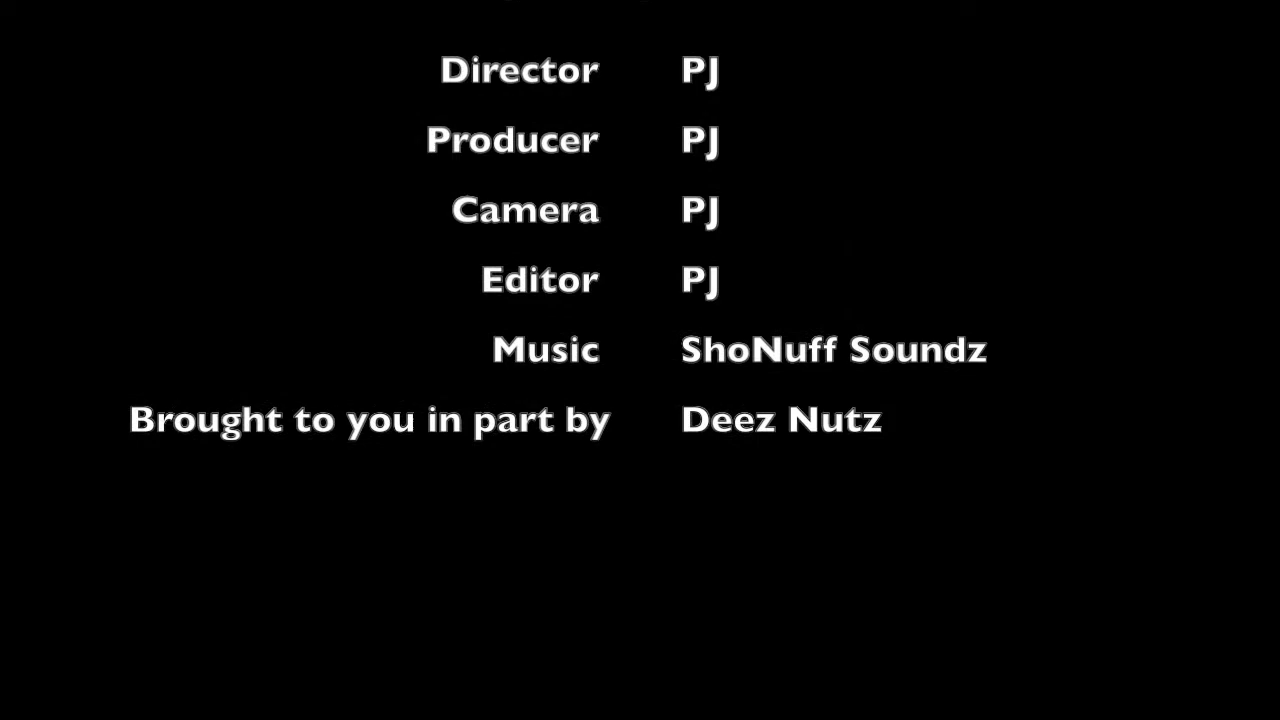 Director PJ
Producer PJ
Camera PJ
Editor PJ
Music ShoNuff Soundz
Brought to you in part by Deez Nutz